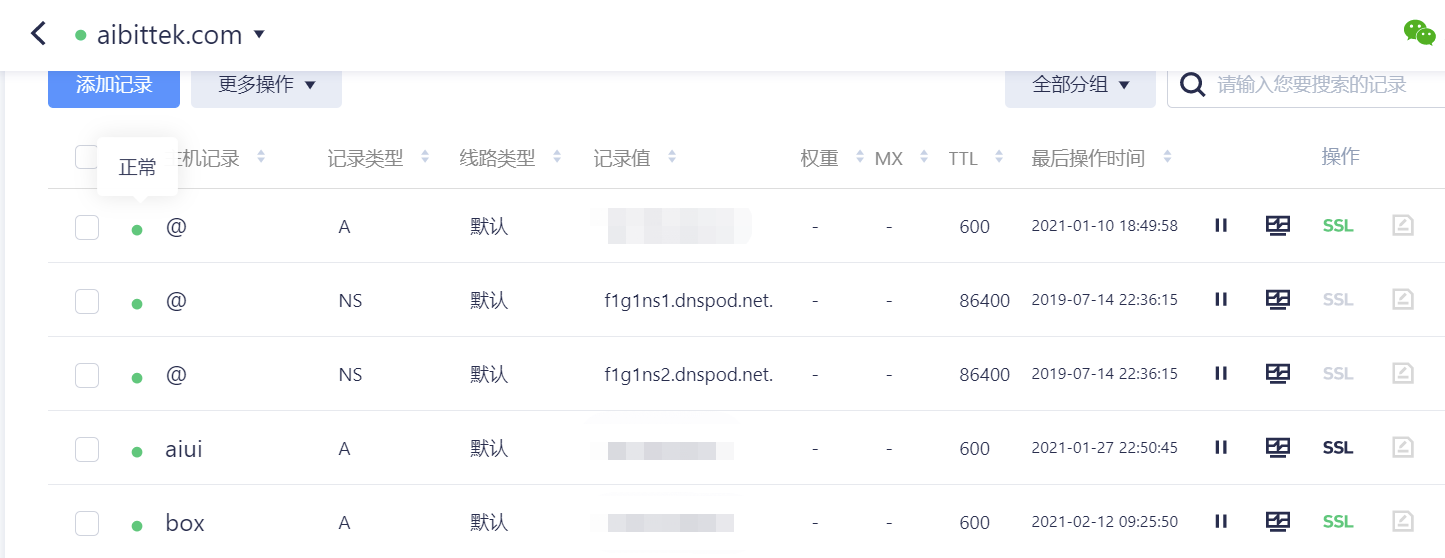 aibittek.com
添加记录 更多操作 全部分组 请输入您要搜索的记录
正常
机记录 记录类型 线路类型 记录值 权重 MX TTL 最后操作时间 操作
@ A 默认 - - 600 2021-01-10 18:49:58 SSL
@ NS 默认 f1g1ns1.dnspod.net. - - 86400 2019-07-14 22:36:15 SSL
@ NS 默认 f1g1ns2.dnspod.net. - - 86400 2019-07-14 22:36:15 SSL
aiui A 默认 - - 600 2021-01-27 22:50:45 SSL
box A 默认 - - 600 2021-02-12 09:25:50 SSL